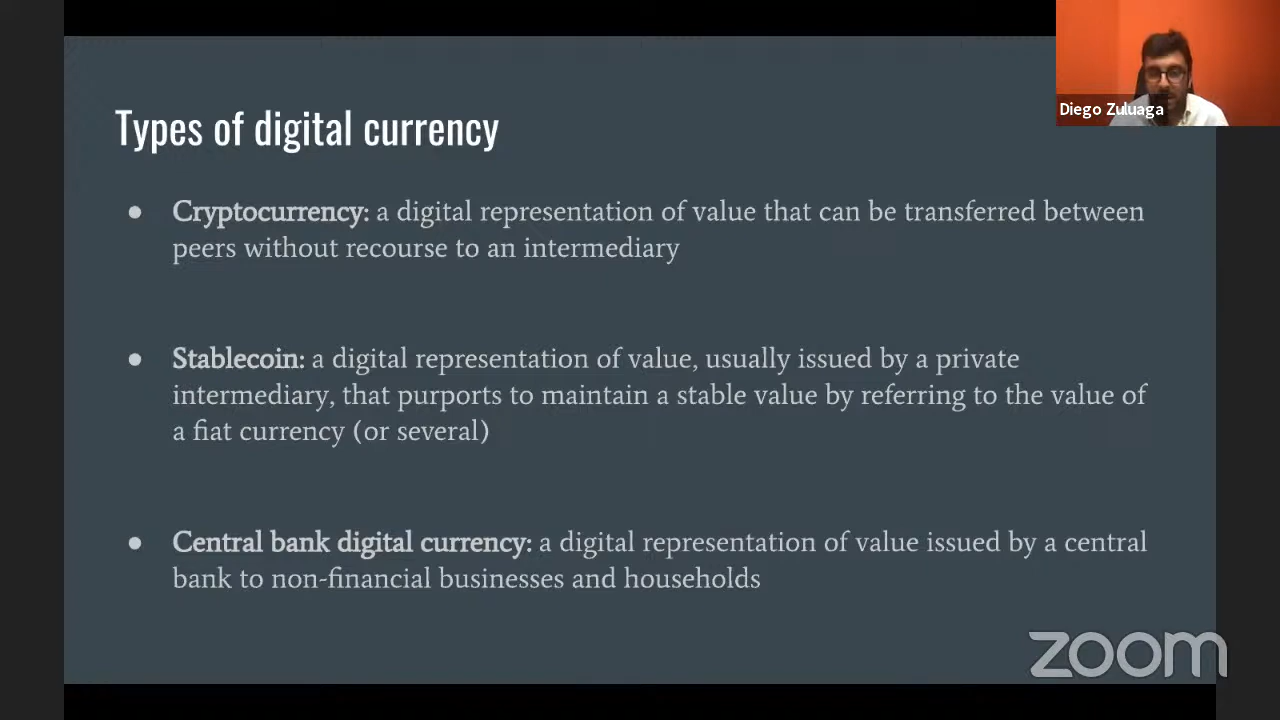 Diego Zuluaga
Types of digital currency
● Cryptocurrency: a digital representation of value that can be transferred between
peers without recourse to an intermediary
● Stablecoin: a digital representation of value, usually issued by a private
intermediary, that purports to maintain a stable value by referring to the value of
a fiat currency (or several)
● Central bank digital currency: a digital representation of value issued by a central
bank to non-financial businesses and households
zoom